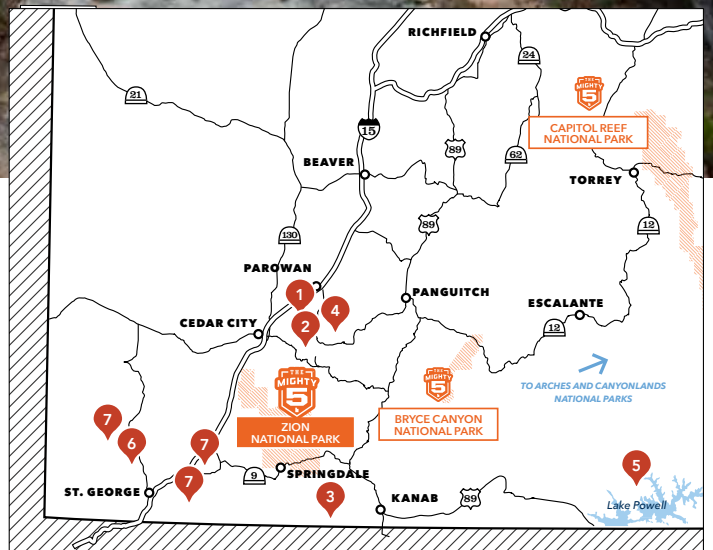 RICHFIELD
24
21
THE
MIGHTY
5
CAPITOL REEF
NATIONAL PARK
15
89
62
BEAVER
TORREY
12
89
130
PAROWAN
1
PANGUITCH
4
ESCALANTE
2
CEDAR CITY
12
THE
MIGHTY
5
THE
MIGHTY
5
TO ARCHES AND CANYONLANDS
NATIONAL PARKS
ZION
NATIONAL PARK
BRYCE CANYON
NATIONAL PARK
7
6
7
5
9
SPRINGDALE
7
ST. GEORGE
3
KANAB
89
Lake Powell